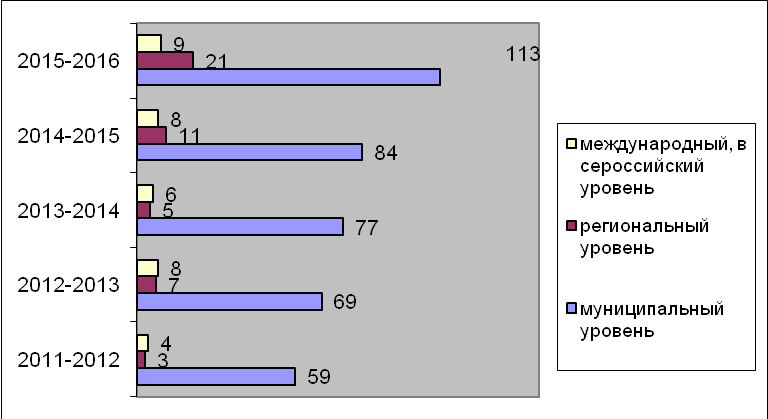 2015-2016
9
21
113
2014-2015
8
11
84
2013-2014
6
5
77
2012-2013
8
7
69
2011-2012
4
3
59
международный, в
сероссийский
уровень
региональный
уровень
муниципальный
уровень